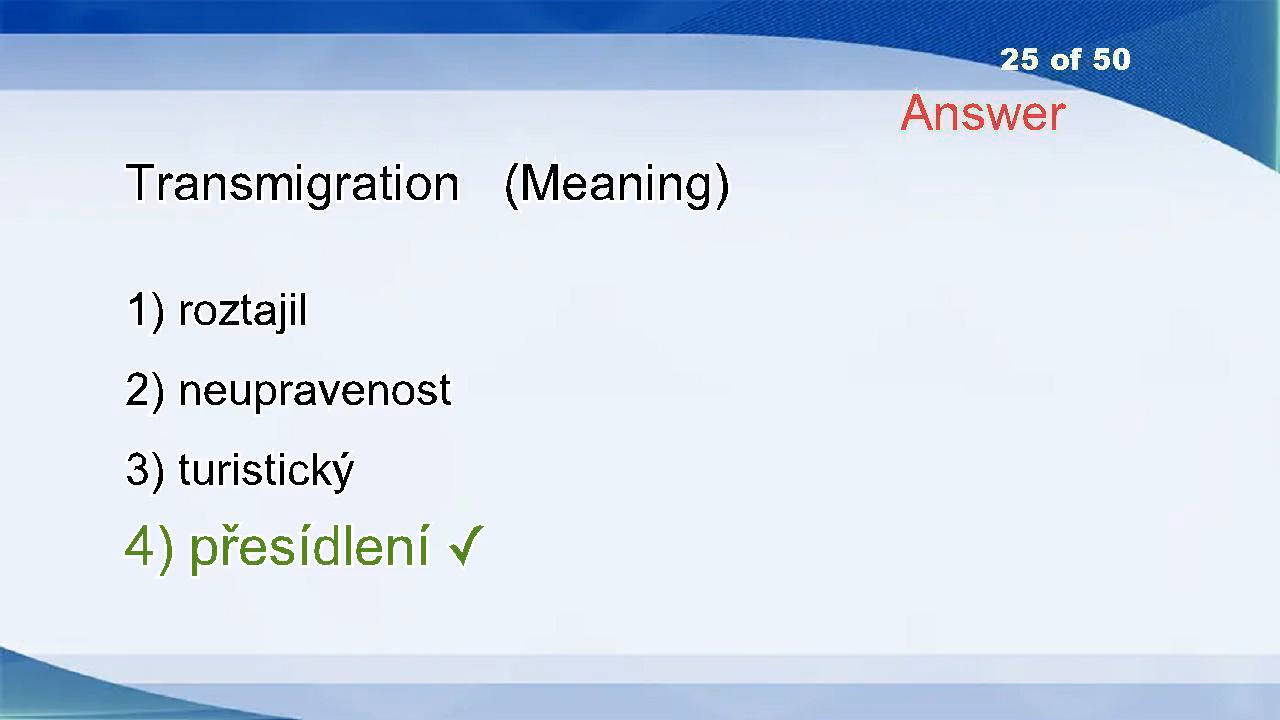 25 of 50
Answer
Transmigration (Meaning)
1) roztajil
2) neupravenost
3) turistický
4) přesídlení ✓